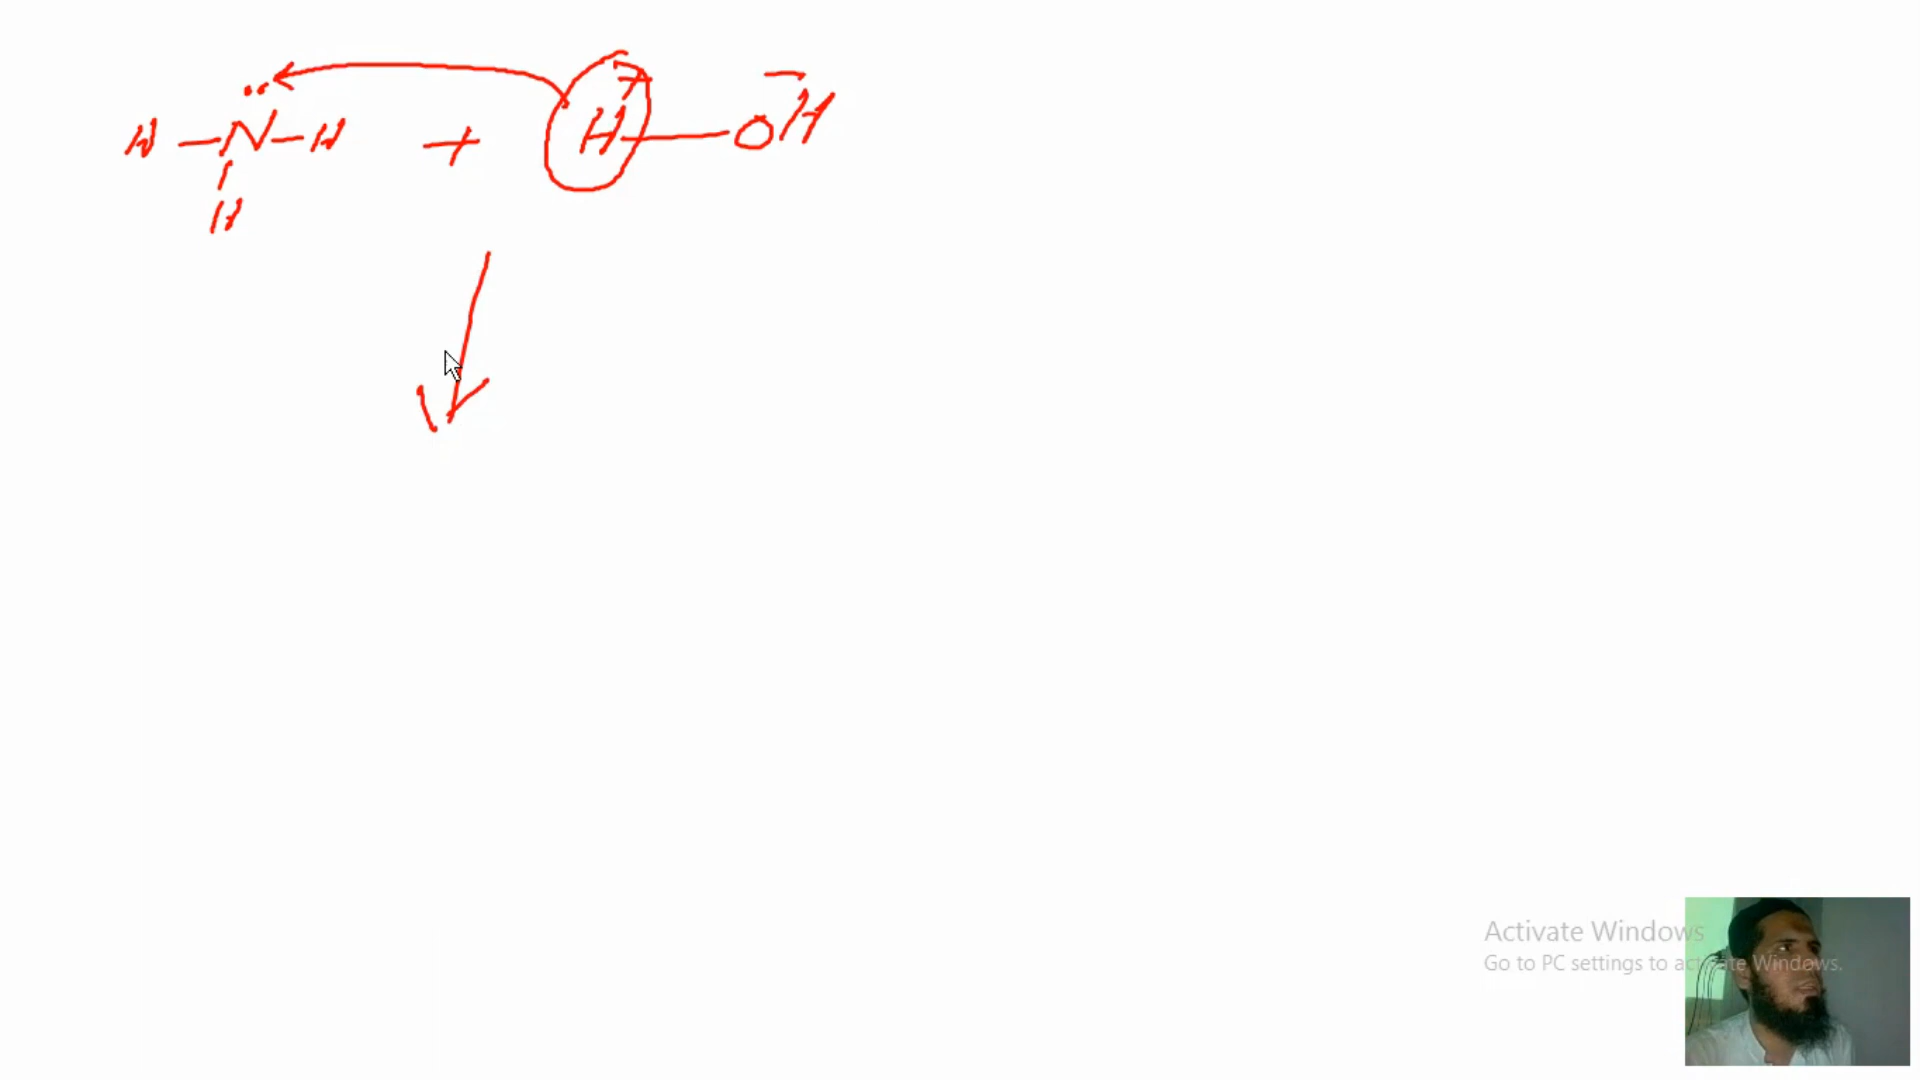 H – N̈ – H + H⁺ — OH⁻
|
H
Activate Windows
Go to PC settings to activate Windows.